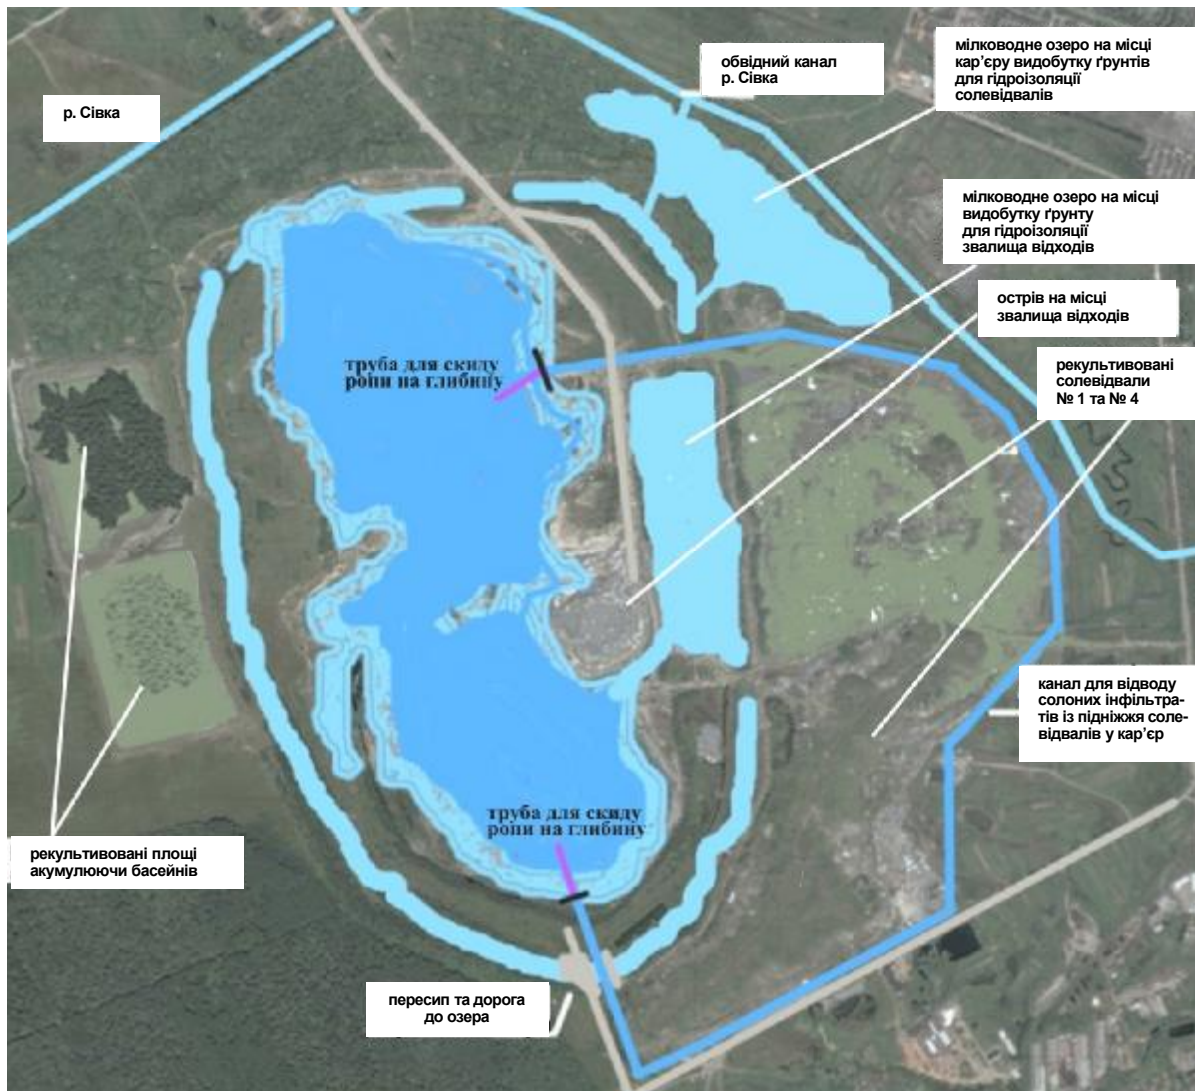 р. Сівка
обвідний канал
р. Сівка
мілководне озеро на місці
кар’єру видобутку ґрунтів
для гідроізоляції
солевідвалів
мілководне озеро на місці
видобутку ґрунту
для гідроізоляції
звалища відходів
острів на місці
звалища відходів
рекультивовані
солевідвали
№ 1 та № 4
труба для скиду
ропи на глибину
канал для відводу
солоних інфільтра-
тів із підніжжя соле-
відвалів у кар’єр
труба для скиду
ропи на глибину
рекультивовані площі
акумулюючи басейнів
пересип та дорога
до озера